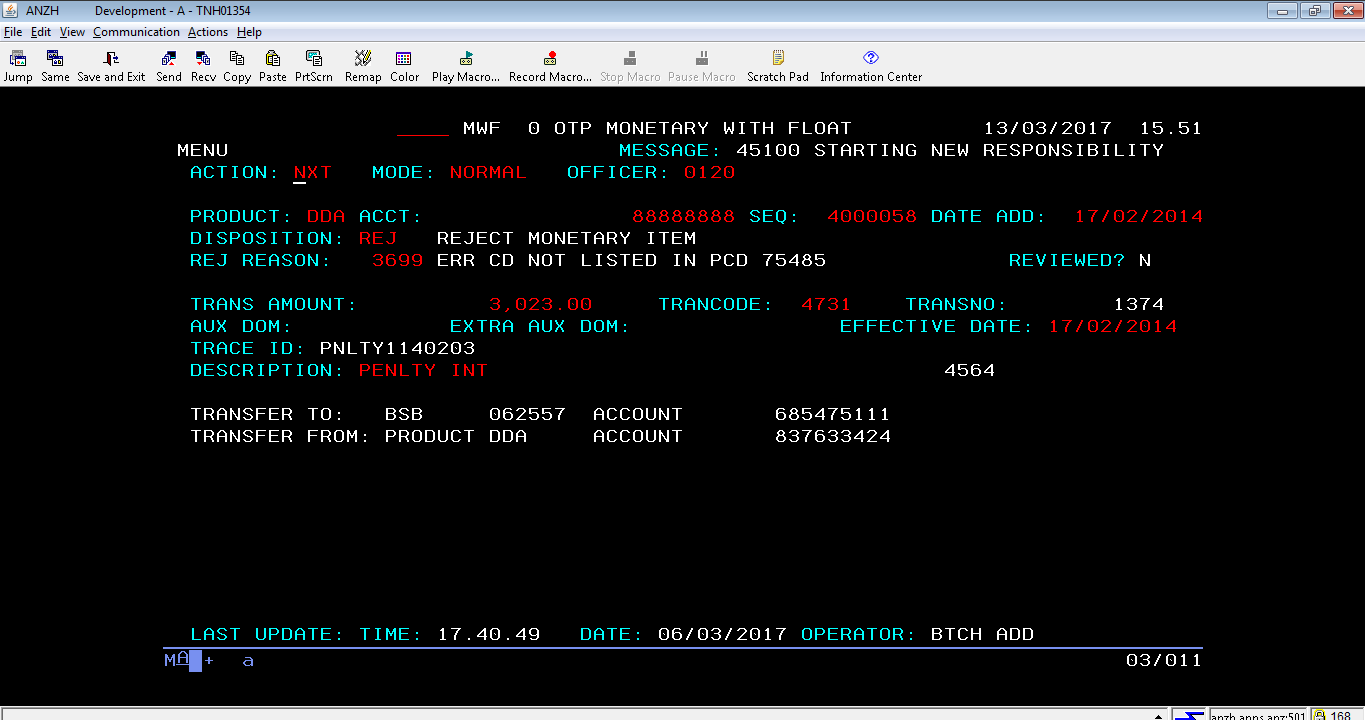 ANZH Development - A - TNH01354
File Edit View Communication Actions Help
Jump Same Save and Exit Send Recv Copy Paste PrtScrn Remap Color Play Macro... Record Macro... Stop Macro Pause Macro Scratch Pad Information Center
_____ MWF 0 OTP MONETARY WITH FLOAT 13/03/2017 15.51
MENU MESSAGE: 45100 STARTING NEW RESPONSIBILITY
ACTION: NXT MODE: NORMAL OFFICER: 0120
PRODUCT: DDA ACCT: 88888888 SEQ: 4000058 DATE ADD: 17/02/2014
DISPOSITION: REJ REJECT MONETARY ITEM
REJ REASON: 3699 ERR CD NOT LISTED IN PCD 75485 REVIEWED? N
TRANS AMOUNT: 3,023.00 TRANCODE: 4731 TRANSNO: 1374
AUX DOM: EXTRA AUX DOM: EFFECTIVE DATE: 17/02/2014
TRACE ID: PNLTY1140203
DESCRIPTION: PENLTY INT 4564
TRANSFER TO: BSB 062557 ACCOUNT 685475111
TRANSFER FROM: PRODUCT DDA ACCOUNT 837633424
LAST UPDATE: TIME: 17.40.49 DATE: 06/03/2017 OPERATOR: BTCH ADD
MA + a 03/011
168